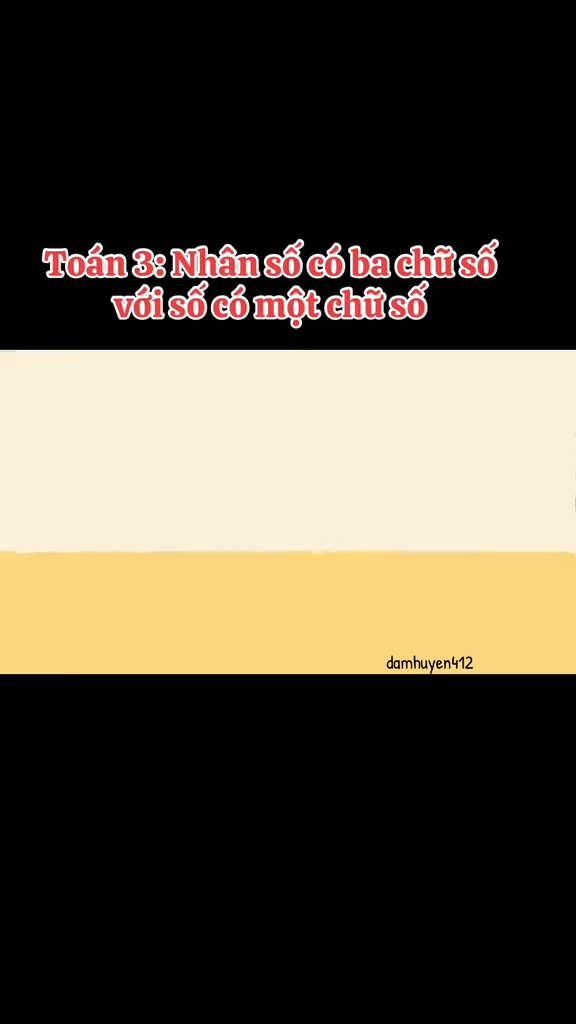 Toán 3: Nhân số có ba chữ số
với số có một chữ số
damhuyen412